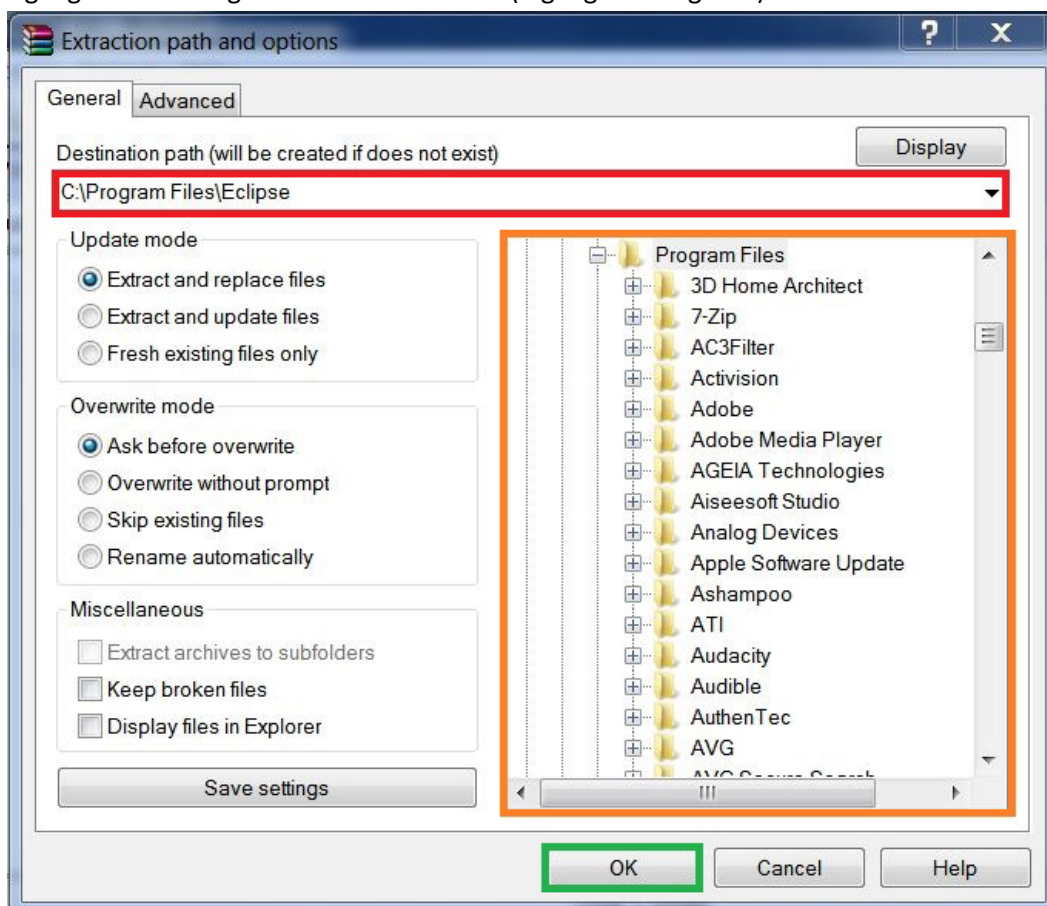 Extraction path and options
General Advanced
Destination path (will be created if does not exist)
Display
C:\Program Files\Eclipse
Update mode
Extract and replace files
Extract and update files
Fresh existing files only
Overwrite mode
Ask before overwrite
Overwrite without prompt
Skip existing files
Rename automatically
Miscellaneous
Extract archives to subfolders
Keep broken files
Display files in Explorer
Save settings
Program Files
3D Home Architect
7-Zip
AC3Filter
Activision
Adobe
Adobe Media Player
AGEIA Technologies
Aiseesoft Studio
Analog Devices
Apple Software Update
Ashampoo
ATI
Audacity
Audible
AuthenTec
AVG
AVG Secure Search
OK Cancel Help